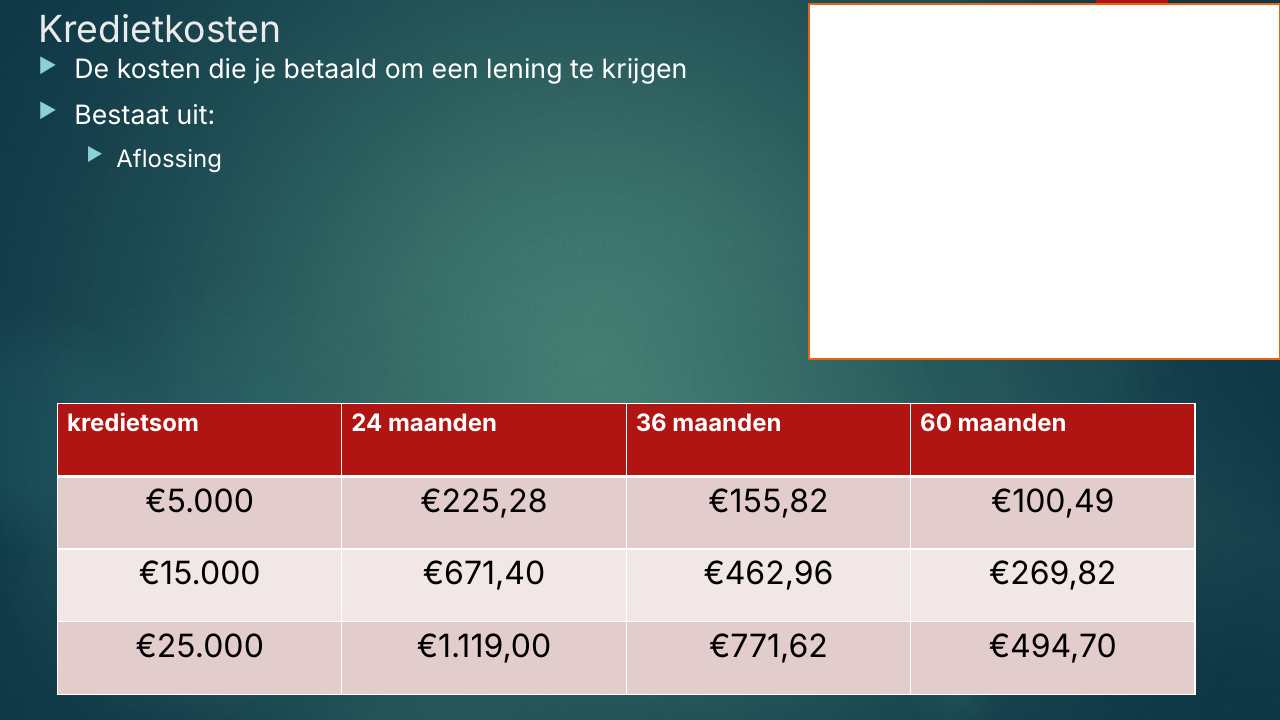 Kredietkosten
De kosten die je betaald om een lening te krijgen
Bestaat uit:
Aflossing
kredietsom 24 maanden 36 maanden 60 maanden
€5.000 €225,28 €155,82 €100,49
€15.000 €671,40 €462,96 €269,82
€25.000 €1.119,00 €771,62 €494,70